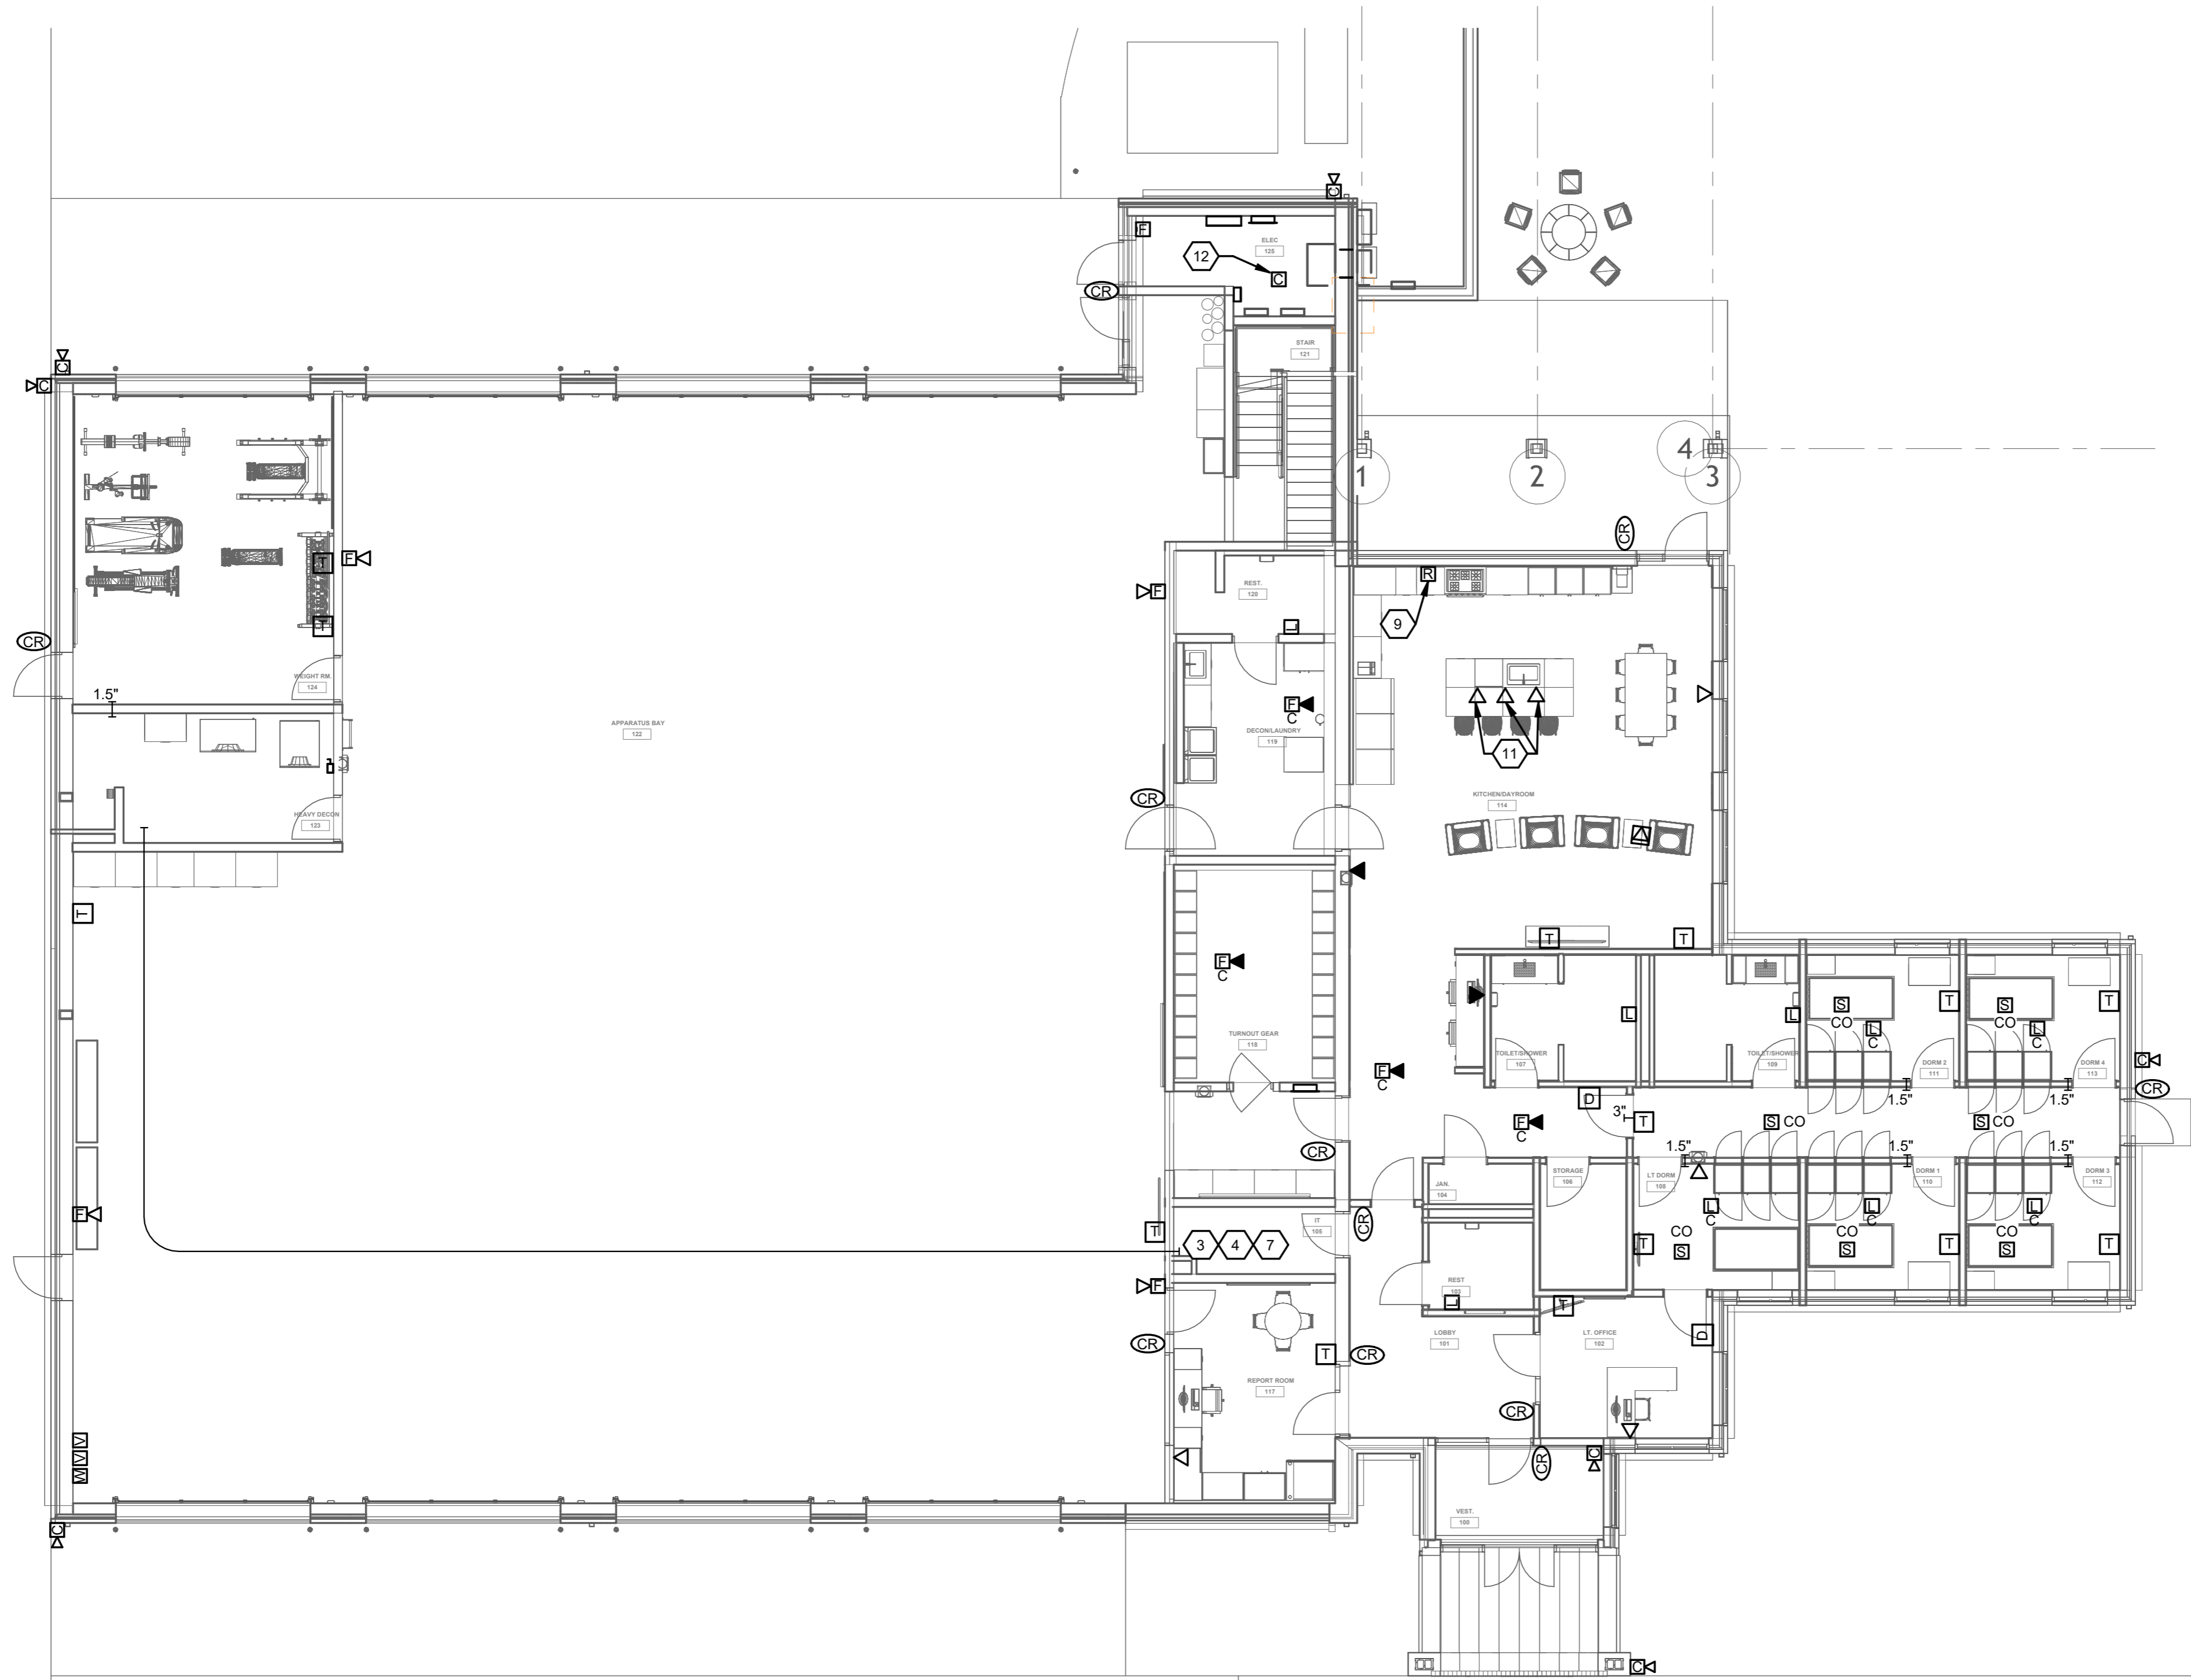 C
F
ELEC
125
12
C
CR
STAIR
121
C
C
1
2
4
3
CR
T
F
F
REST.
120
R
9
T
L
CR
WEIGHT RM.
124
1.5"
F
C
APPARATUS BAY
122
DECON/LAUNDRY
119
11
CR
KITCHEN/DAYROOM
114
HEAVY DECON
123
T
T
T
F
C
S
CO
T
S
CO
T
L
L
L
C
L
C
TURNOUT GEAR
118
TOILET/SHOWER
107
TOILET/SHOWER
109
DORM 2
111
DORM 4
113
C
F
C
CR
D
1.5"
1.5"
3"
T
F
C
S CO
S CO
CR
1.5"
1.5"
1.5"
JAN.
104
STORAGE
106
LT DORM
108
DORM 1
110
DORM 3
112
L
C
L
C
L
C
F
CR
T
IT
105
3
4
7
CO
S
T
CO
S
T
CO
S
T
F
REST
103
L
T
CR
T
CR
LOBBY
101
LT. OFFICE
102
D
REPORT ROOM
117
CR
V
V
W
CR
C
VEST.
100
C
C